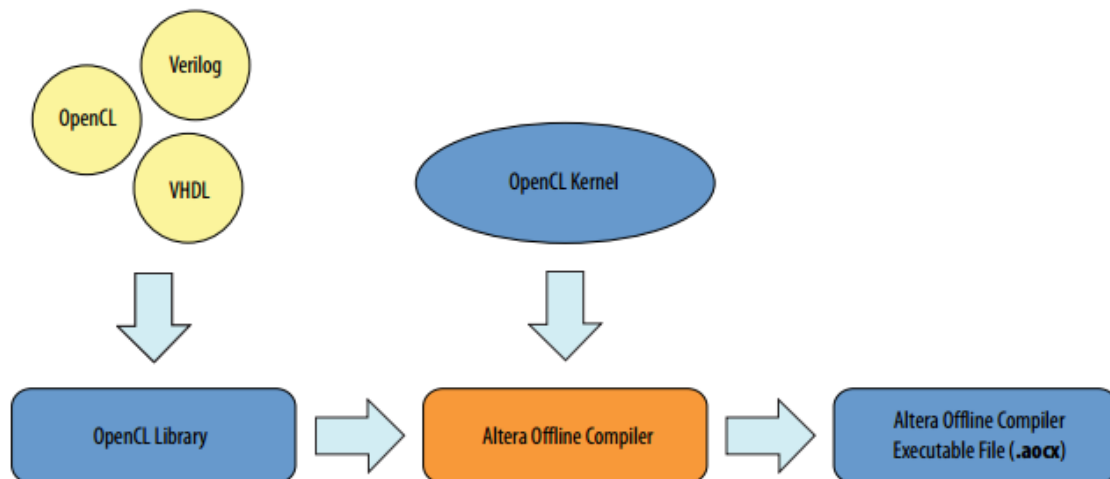 Verilog
OpenCL
VHDL
OpenCL Kernel
OpenCL Library
Altera Offline Compiler
Altera Offline Compiler
Executable File (.aocx)